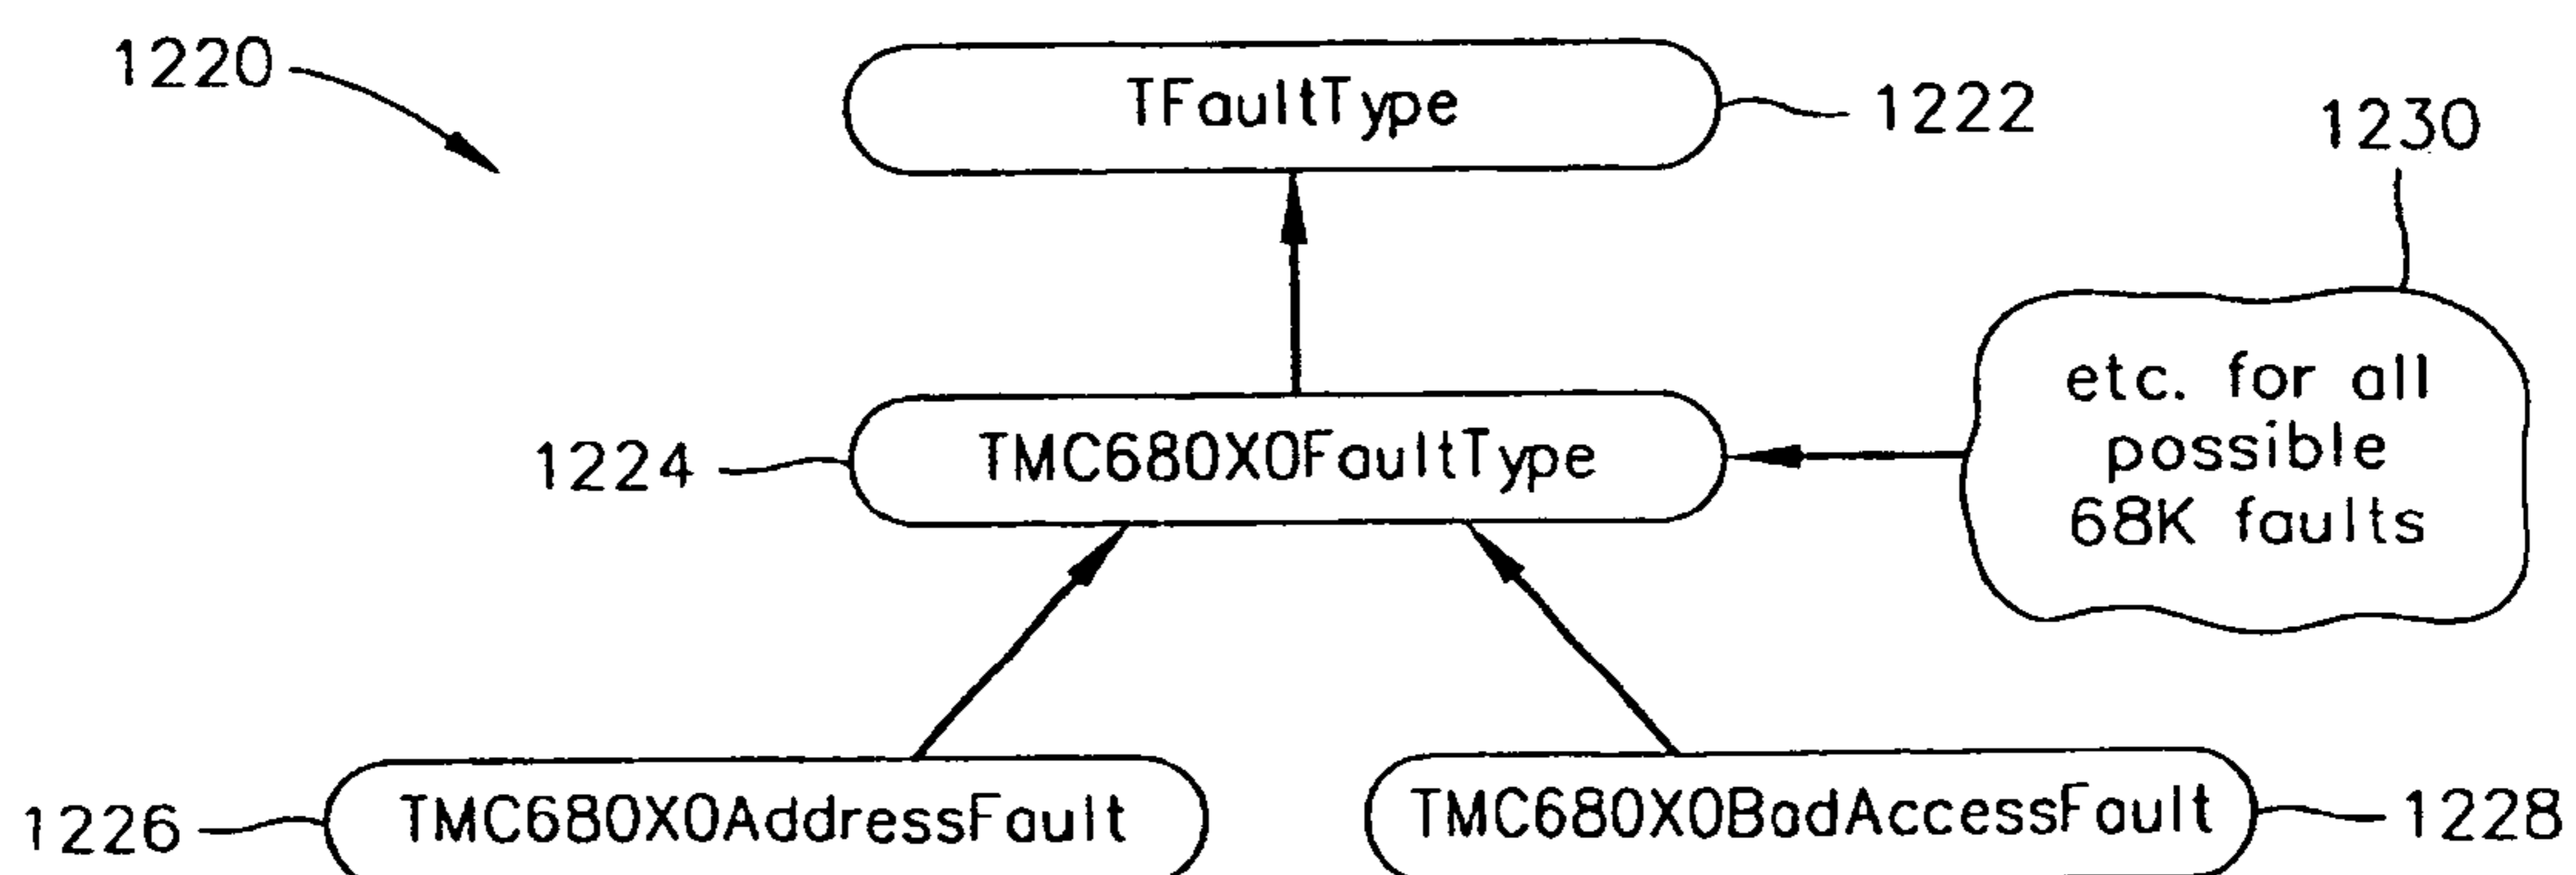 1220
TFaultType
1222
1230
etc. for all
possible
68K faults
1224
TMC680X0FaultType
1226
TMC680X0AddressFault
TMC680X0BadAccessFault
1228